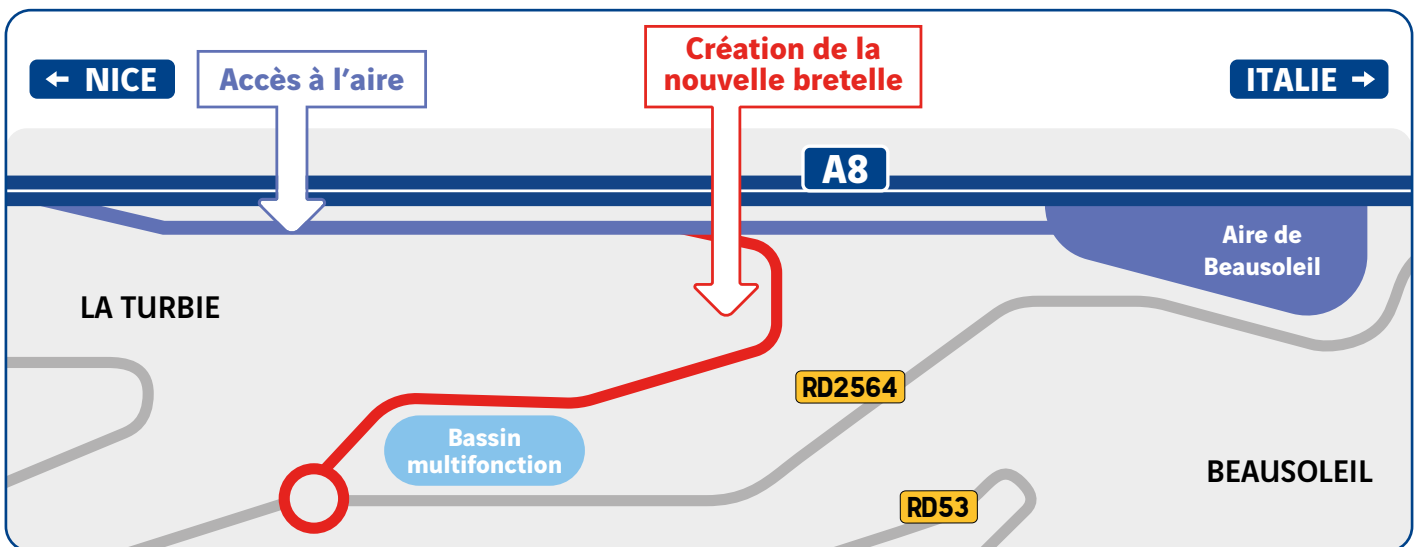 ← NICE
Accès à l’aire
Création de la
nouvelle bretelle
ITALIE →
A8
Aire de
Beausoleil
LA TURBIE
RD2564
Bassin
multifonction
BEAUSOLEIL
RD53